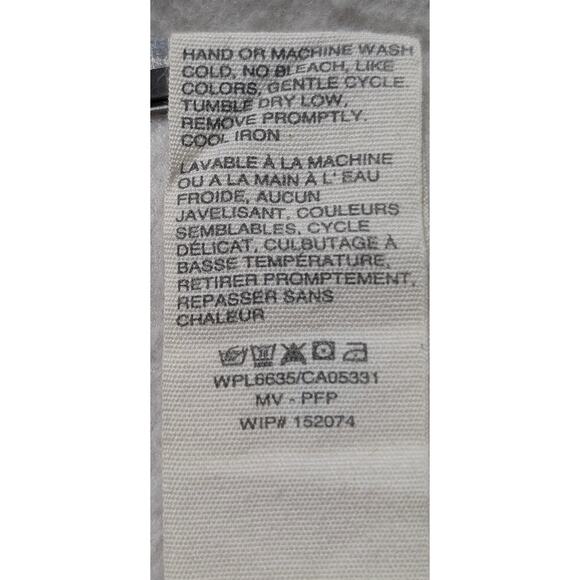 HAND OR MACHINE WASH
COLD, NO BLEACH, LIKE
COLORS, GENTLE CYCLE.
TUMBLE DRY LOW,
REMOVE PROMPTLY.
COOL IRON
LAVABLE À LA MACHINE
OU A LA MAIN À L' EAU
FROIDE, AUCUN
JAVELISANT, COULEURS
SEMBLABLES, CYCLE
DÉLICAT, CULBUTAGE À
BASSE TEMPÉRATURE,
RETIRER PROMPTEMENT,
REPASSER SANS
CHALEUR
WPL6635/CA05331
MV - PFP
WIP# 152074